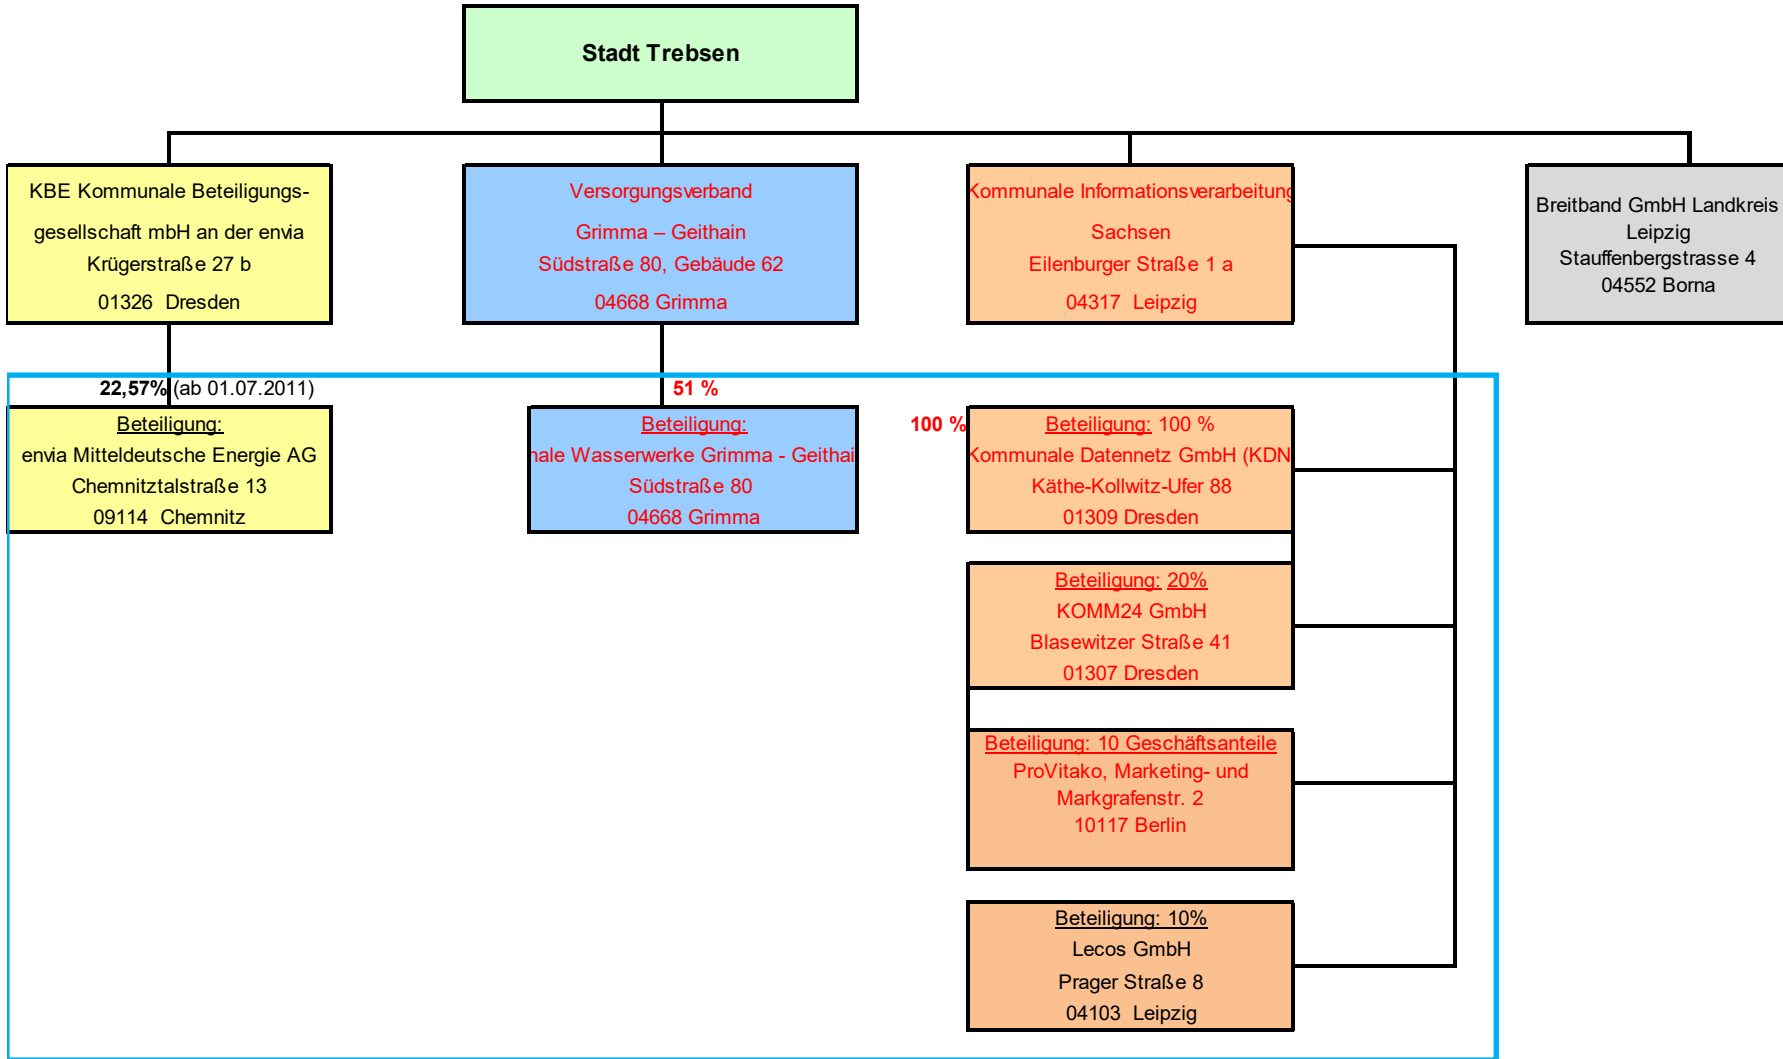 Stadt Trebsen
KBE Kommunale Beteiligungs-
gesellschaft mbH an der envia
Krügerstraße 27 b
01326 Dresden
Versorgungsverband
Grimma – Geithain
Südstraße 80, Gebäude 62
04668 Grimma
Kommunale Informationsverarbeitung
Sachsen
Eilenburger Straße 1 a
04317 Leipzig
Breitband GmbH Landkreis
Leipzig
Stauffenbergstrasse 4
04552 Borna
22,57% (ab 01.07.2011)
Beteiligung:
envia Mitteldeutsche Energie AG
Chemnitztalstraße 13
09114 Chemnitz
51 %
Beteiligung:
nale Wasserwerke Grimma - Geithai
Südstraße 80
04668 Grimma
100 %
Beteiligung: 100 %
Kommunale Datennetz GmbH (KDN
Käthe-Kollwitz-Ufer 88
01309 Dresden
Beteiligung: 20%
KOMM24 GmbH
Blasewitzer Straße 41
01307 Dresden
Beteiligung: 10 Geschäftsanteile
ProVitako, Marketing- und
Markgrafenstr. 2
10117 Berlin
Beteiligung: 10%
Lecos GmbH
Prager Straße 8
04103 Leipzig